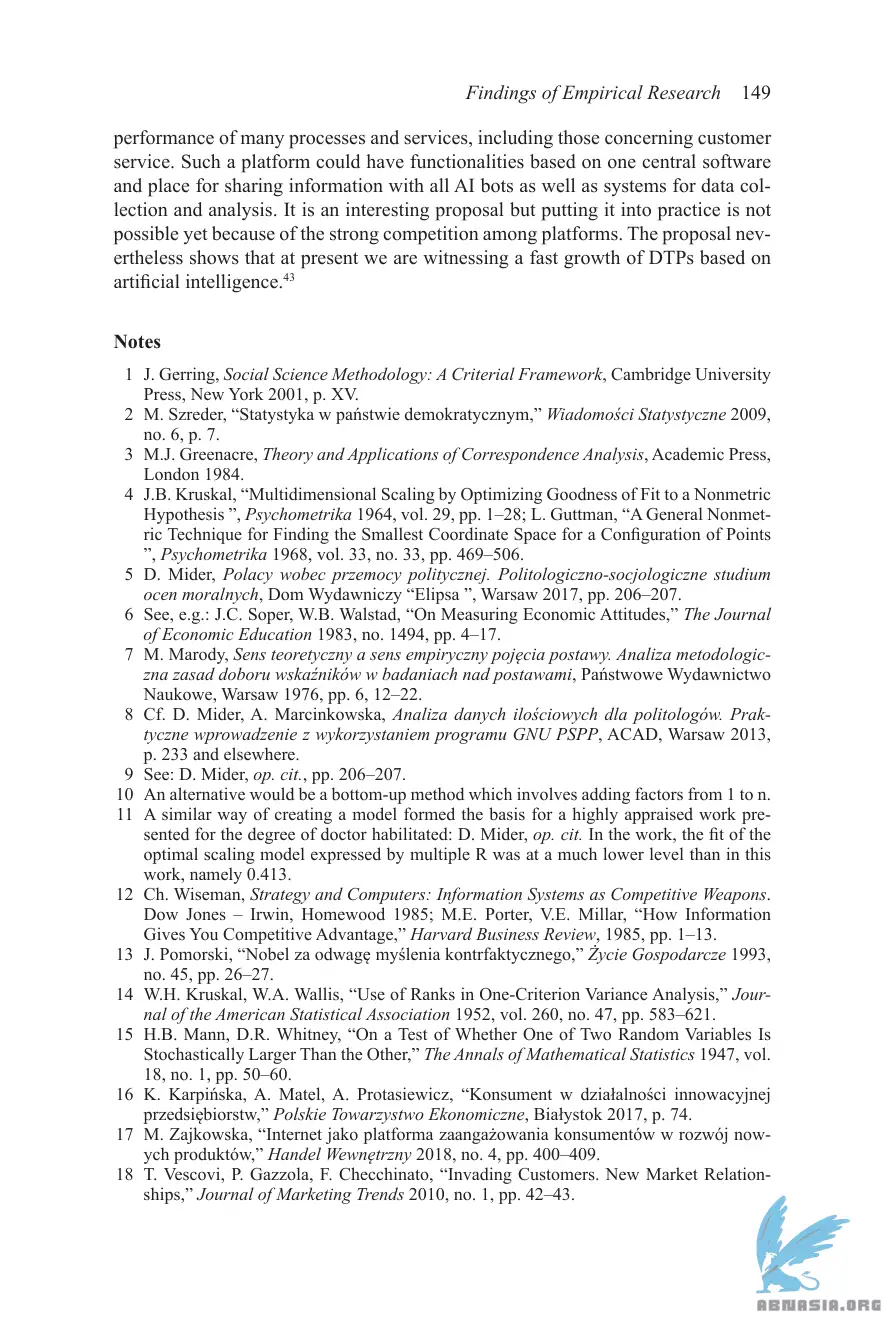 Findings of Empirical Research 149
performance of many processes and services, including those concerning customer
service. Such a platform could have functionalities based on one central software
and place for sharing information with all AI bots as well as systems for data col-
lection and analysis. It is an interesting proposal but putting it into practice is not
possible yet because of the strong competition among platforms. The proposal nev-
ertheless shows that at present we are witnessing a fast growth of DTPs based on
artificial intelligence.43
Notes
1 J. Gerring, Social Science Methodology: A Criterial Framework, Cambridge University
Press, New York 2001, p. XV.
2 M. Szreder, “Statystyka w państwie demokratycznym,” Wiadomości Statystyczne 2009,
no. 6, p. 7.
3 M.J. Greenacre, Theory and Applications of Correspondence Analysis, Academic Press,
London 1984.
4 J.B. Kruskal, “Multidimensional Scaling by Optimizing Goodness of Fit to a Nonmetric
Hypothesis ”, Psychometrika 1964, vol. 29, pp. 1–28; L. Guttman, “A General Nonmet-
ric Technique for Finding the Smallest Coordinate Space for a Configuration of Points
”, Psychometrika 1968, vol. 33, no. 33, pp. 469–506.
5 D. Mider, Polacy wobec przemocy politycznej. Politologiczno-socjologiczne studium
ocen moralnych, Dom Wydawniczy “Elipsa ”, Warsaw 2017, pp. 206–207.
6 See, e.g.: J.C. Soper, W.B. Walstad, “On Measuring Economic Attitudes,” The Journal
of Economic Education 1983, no. 1494, pp. 4–17.
7 M. Marody, Sens teoretyczny a sens empiryczny pojęcia postawy. Analiza metodologic-
zna zasad doboru wskaźników w badaniach nad postawami, Państwowe Wydawnictwo
Naukowe, Warsaw 1976, pp. 6, 12–22.
8 Cf. D. Mider, A. Marcinkowska, Analiza danych ilościowych dla politologów. Prak-
tyczne wprowadzenie z wykorzystaniem programu GNU PSPP, ACAD, Warsaw 2013,
p. 233 and elsewhere.
9 See: D. Mider, op. cit., pp. 206–207.
10 An alternative would be a bottom-up method which involves adding factors from 1 to n.
11 A similar way of creating a model formed the basis for a highly appraised work pre-
sented for the degree of doctor habilitated: D. Mider, op. cit. In the work, the fit of the
optimal scaling model expressed by multiple R was at a much lower level than in this
work, namely 0.413.
12 Ch. Wiseman, Strategy and Computers: Information Systems as Competitive Weapons.
Dow Jones – Irwin, Homewood 1985; M.E. Porter, V.E. Millar, “How Information
Gives You Competitive Advantage,” Harvard Business Review, 1985, pp. 1–13.
13 J. Pomorski, “Nobel za odwagę myślenia kontrfaktycznego,” Życie Gospodarcze 1993,
no. 45, pp. 26–27.
14 W.H. Kruskal, W.A. Wallis, “Use of Ranks in One-Criterion Variance Analysis,” Jour-
nal of the American Statistical Association 1952, vol. 260, no. 47, pp. 583–621.
15 H.B. Mann, D.R. Whitney, “On a Test of Whether One of Two Random Variables Is
Stochastically Larger Than the Other,” The Annals of Mathematical Statistics 1947, vol.
18, no. 1, pp. 50–60.
16 K. Karpińska, A. Matel, A. Protasiewicz, “Konsument w działalności innowacyjnej
przedsiębiorstw,” Polskie Towarzystwo Ekonomiczne, Białystok 2017, p. 74.
17 M. Zajkowska, “Internet jako platforma zaangażowania konsumentów w rozwój now-
ych produktów,” Handel Wewnętrzny 2018, no. 4, pp. 400–409.
18 T. Vescovi, P. Gazzola, F. Checchinato, “Invading Customers. New Market Relation-
ships,” Journal of Marketing Trends 2010, no. 1, pp. 42–43.
ABNASIA.ORG